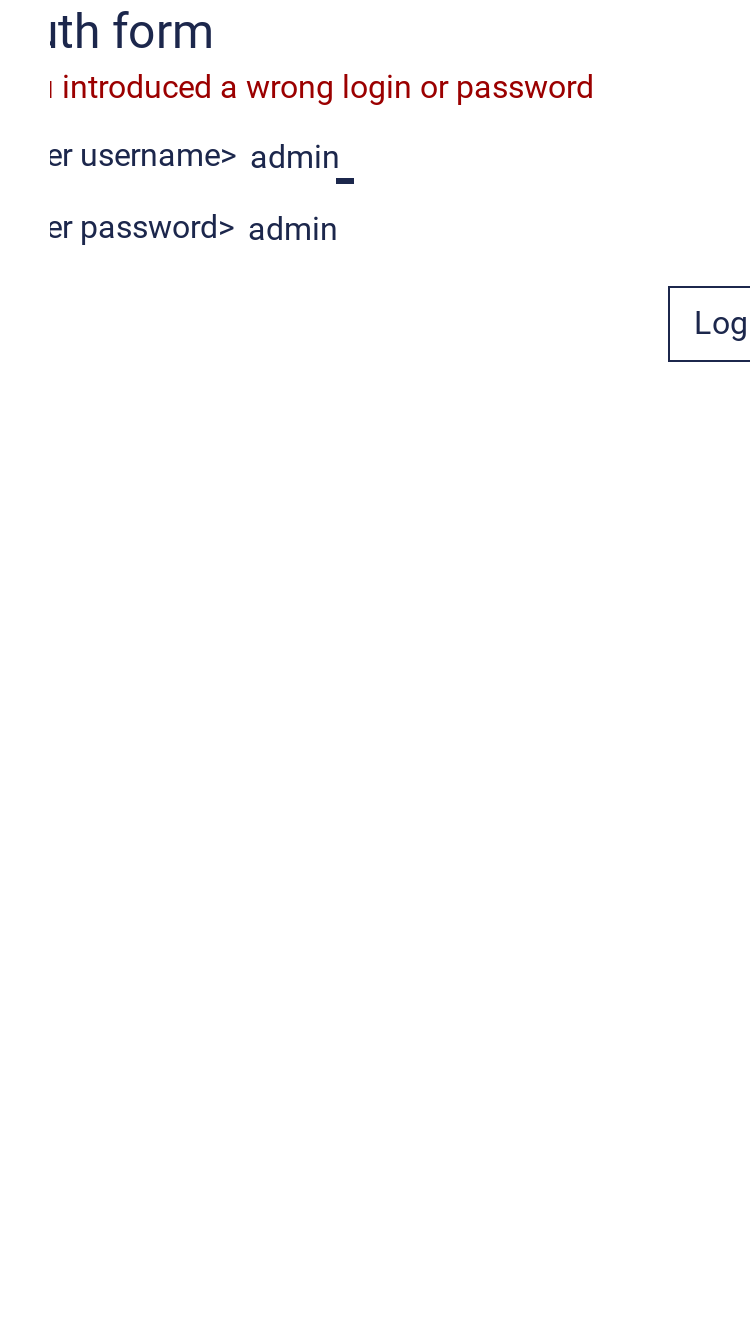 uth form
introduced a wrong login or password
er username> admin_
er password> admin
Log